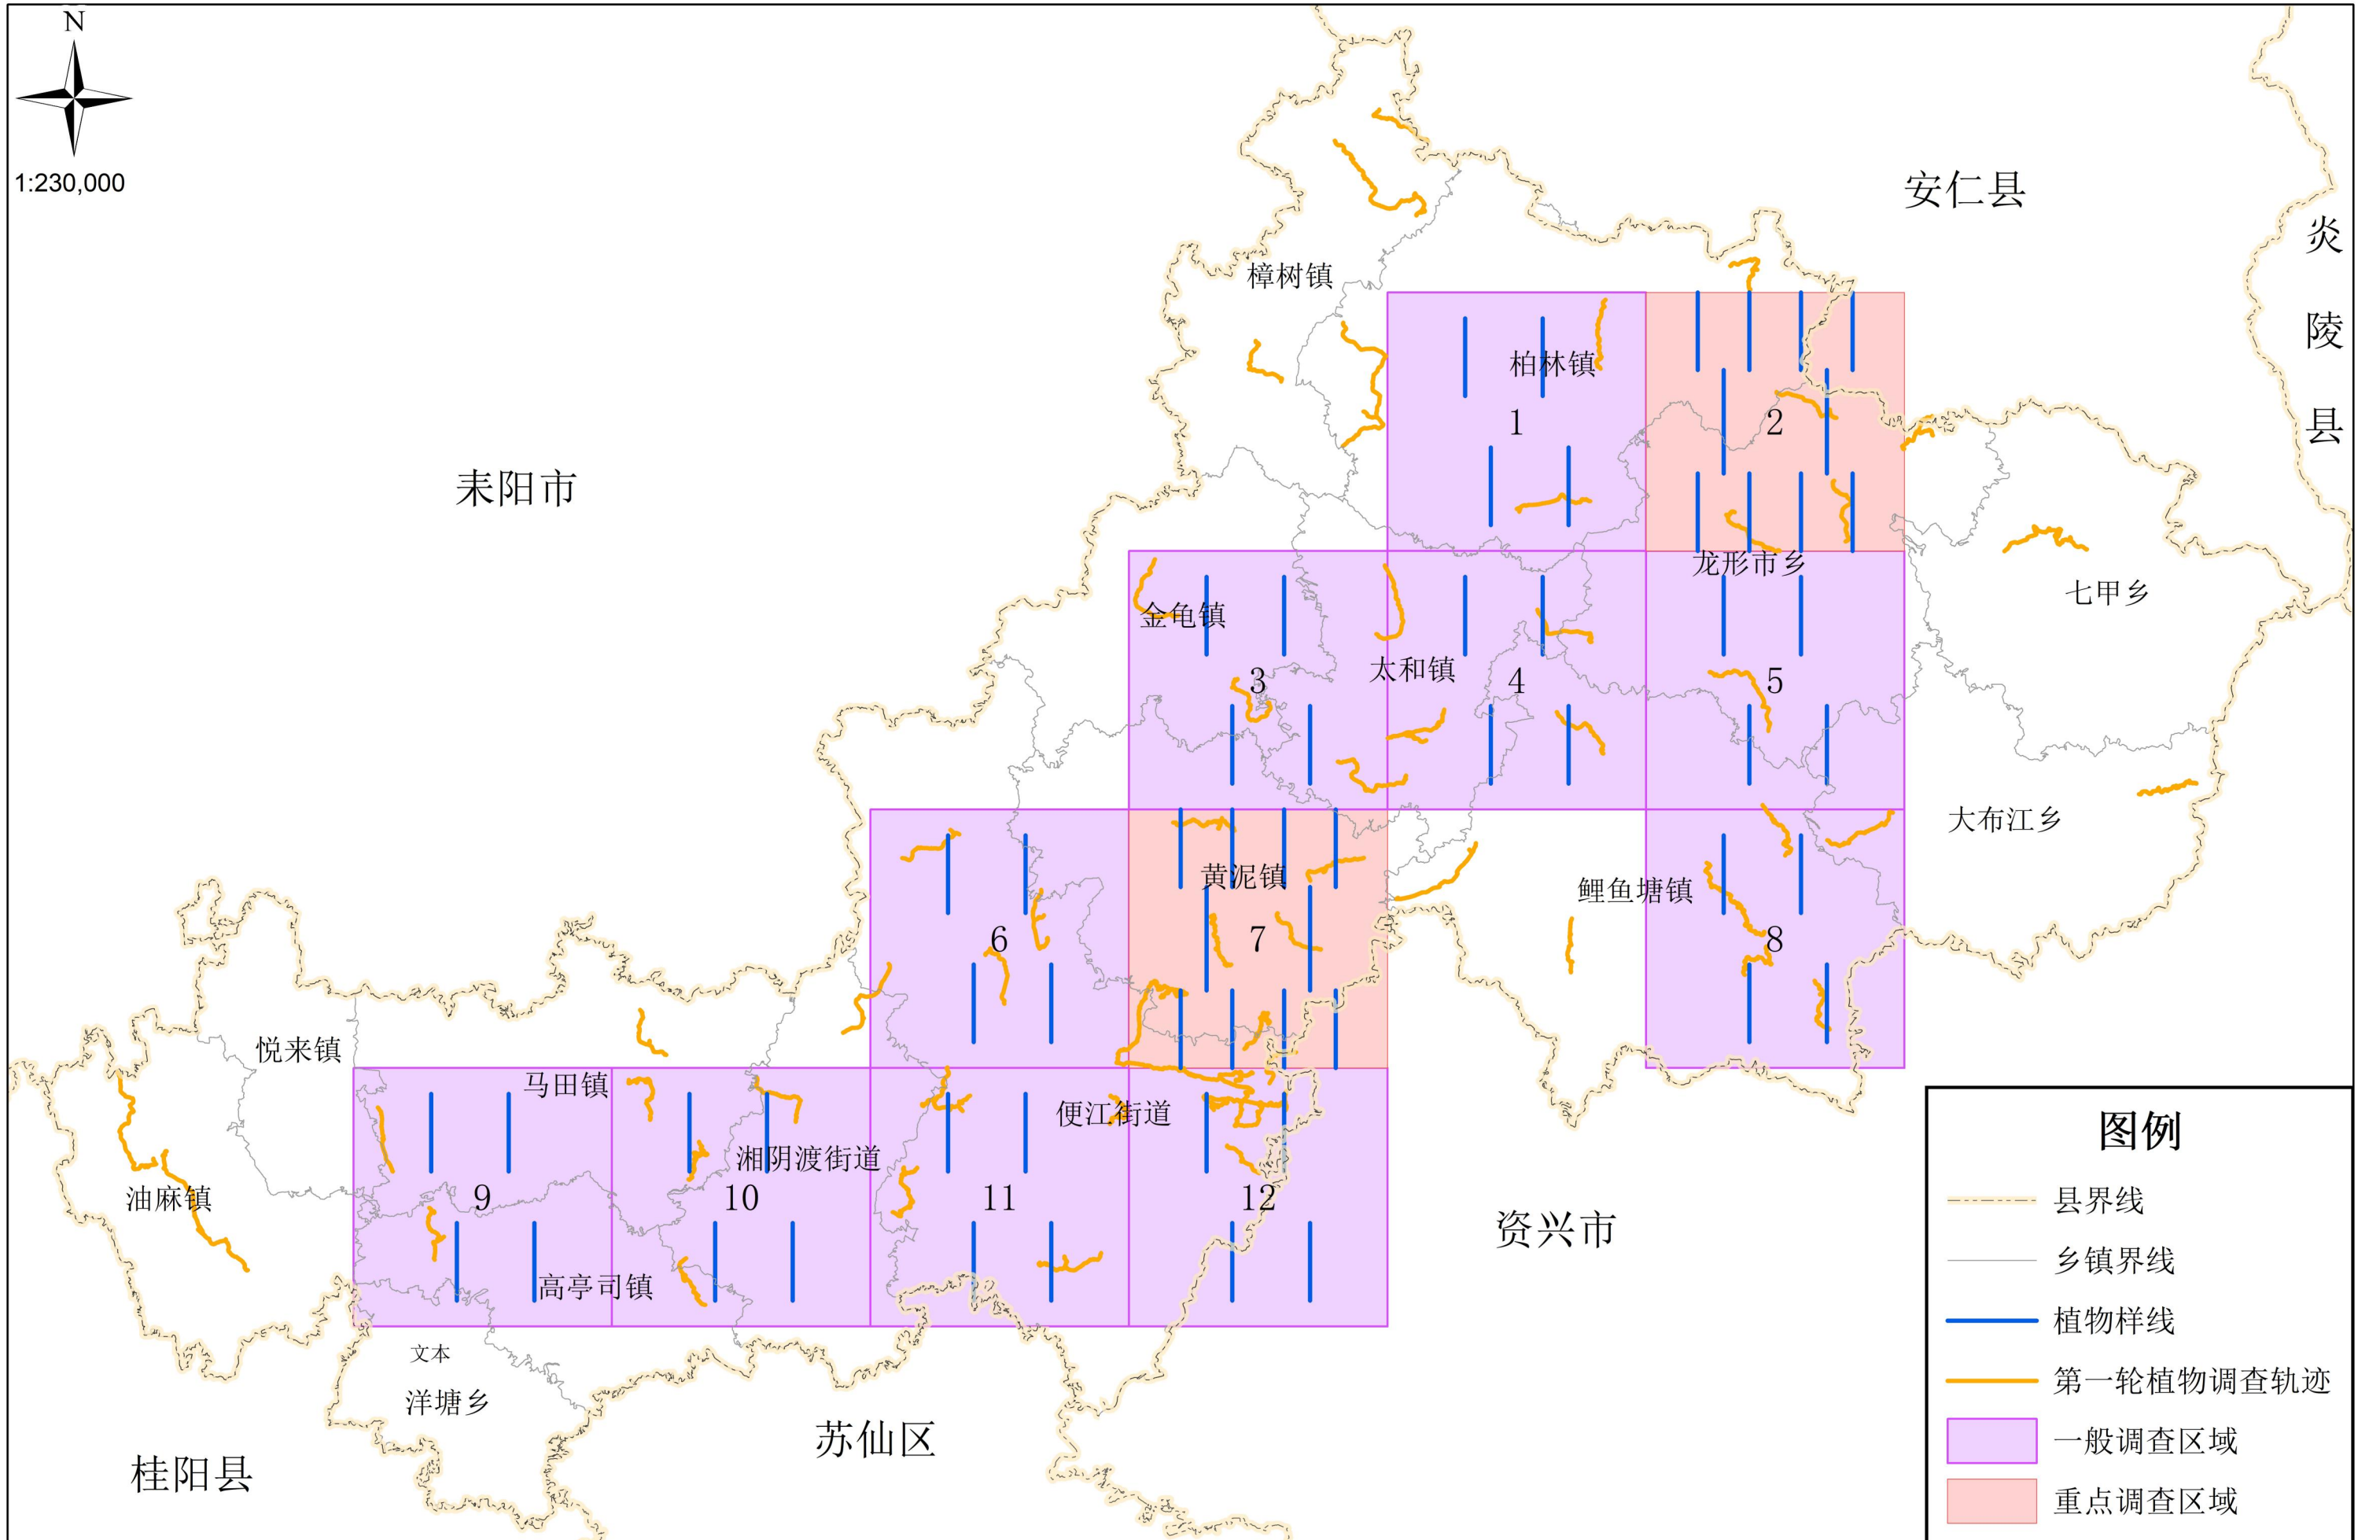 N
1:230,000
安仁县
炎陵县
樟树镇
柏林镇
1
2
耒阳市
龙形市乡
七甲乡
金龟镇
太和镇
3
4
5
大布江乡
黄泥镇
鲤鱼塘镇
6
7
8
悦来镇
马田镇
便江街道
湘阴渡街道
油麻镇
9
10
11
12
资兴市
高亭司镇
文本
洋塘乡
苏仙区
桂阳县
图例
县界线
乡镇界线
植物样线
第一轮植物调查轨迹
一般调查区域
重点调查区域